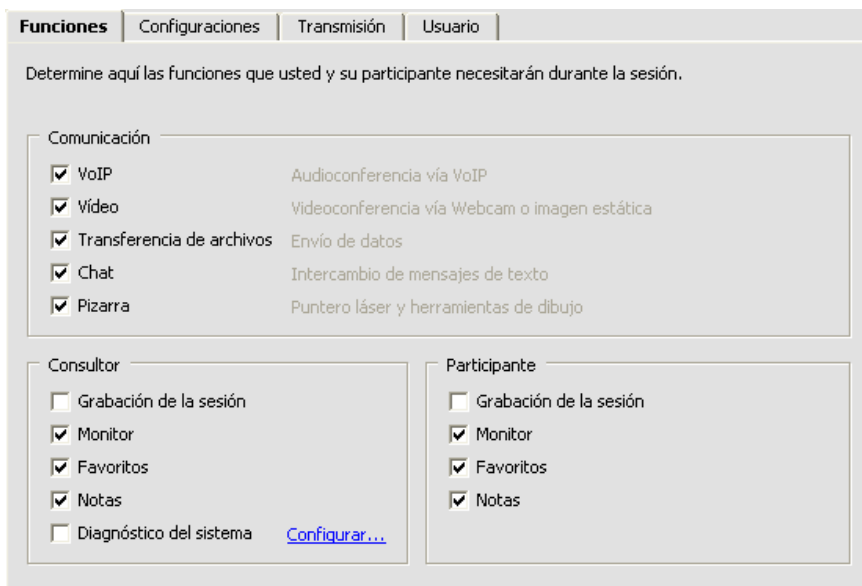 Funciones Configuraciones Transmisión Usuario
Determine aquí las funciones que usted y su participante necesitarán durante la sesión.
Comunicación
VoIP Audioconferencia vía VoIP
Vídeo Videoconferencia vía Webcam o imagen estática
Transferencia de archivos Envío de datos
Chat Intercambio de mensajes de texto
Pizarra Puntero láser y herramientas de dibujo
Consultor
Grabación de la sesión
Monitor
Favoritos
Notas
Diagnóstico del sistema Configurar...
Participante
Grabación de la sesión
Monitor
Favoritos
Notas